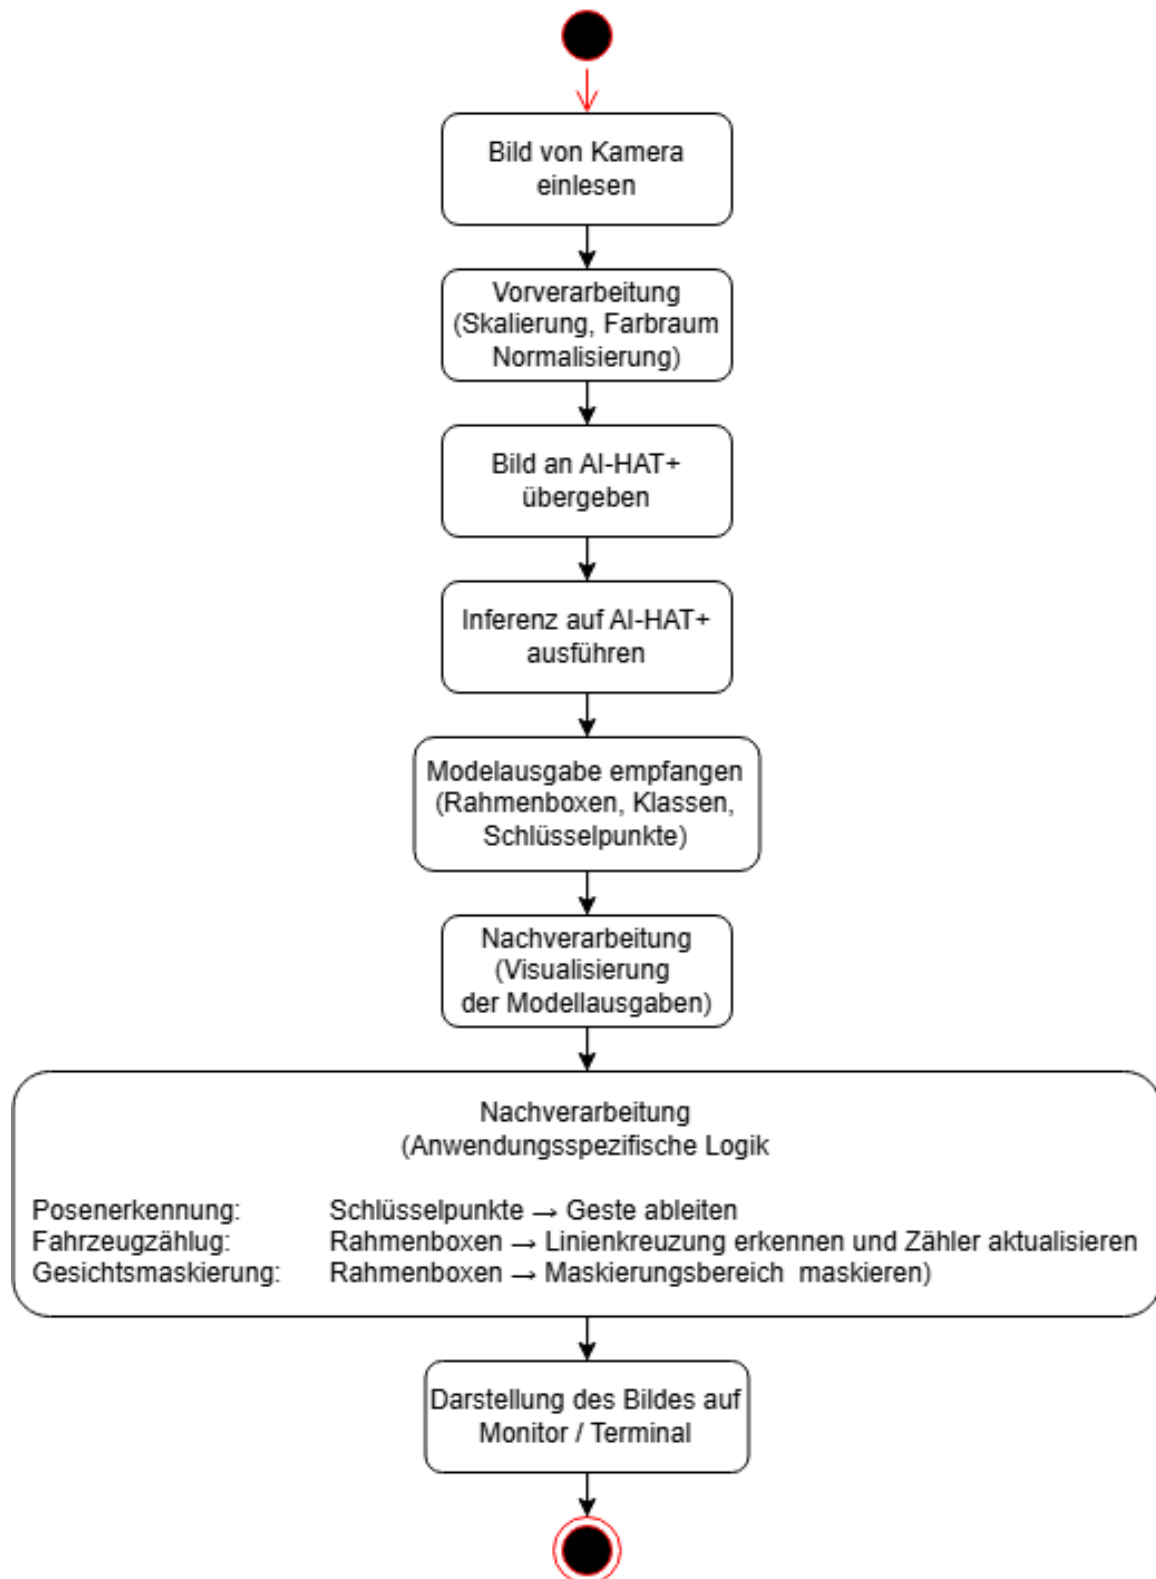 Bild von Kamera
einlesen
Vorverarbeitung
(Skalierung, Farbraum
Normalisierung)
Bild an AI-HAT+
übergeben
Inferenz auf AI-HAT+
ausführen
Modelausgabe empfangen
(Rahmenboxen, Klassen,
Schlüsselpunkte)
Nachverarbeitung
(Visualisierung
der Modellausgaben)
Nachverarbeitung
(Anwendungsspezifische Logik
Posenerkennung: Schlüsselpunkte → Geste ableiten
Fahrzeugzählug: Rahmenboxen → Linienkreuzung erkennen und Zähler aktualisieren
Gesichtsmaskierung: Rahmenboxen → Maskierungsbereich maskieren)
Darstellung des Bildes auf
Monitor / Terminal